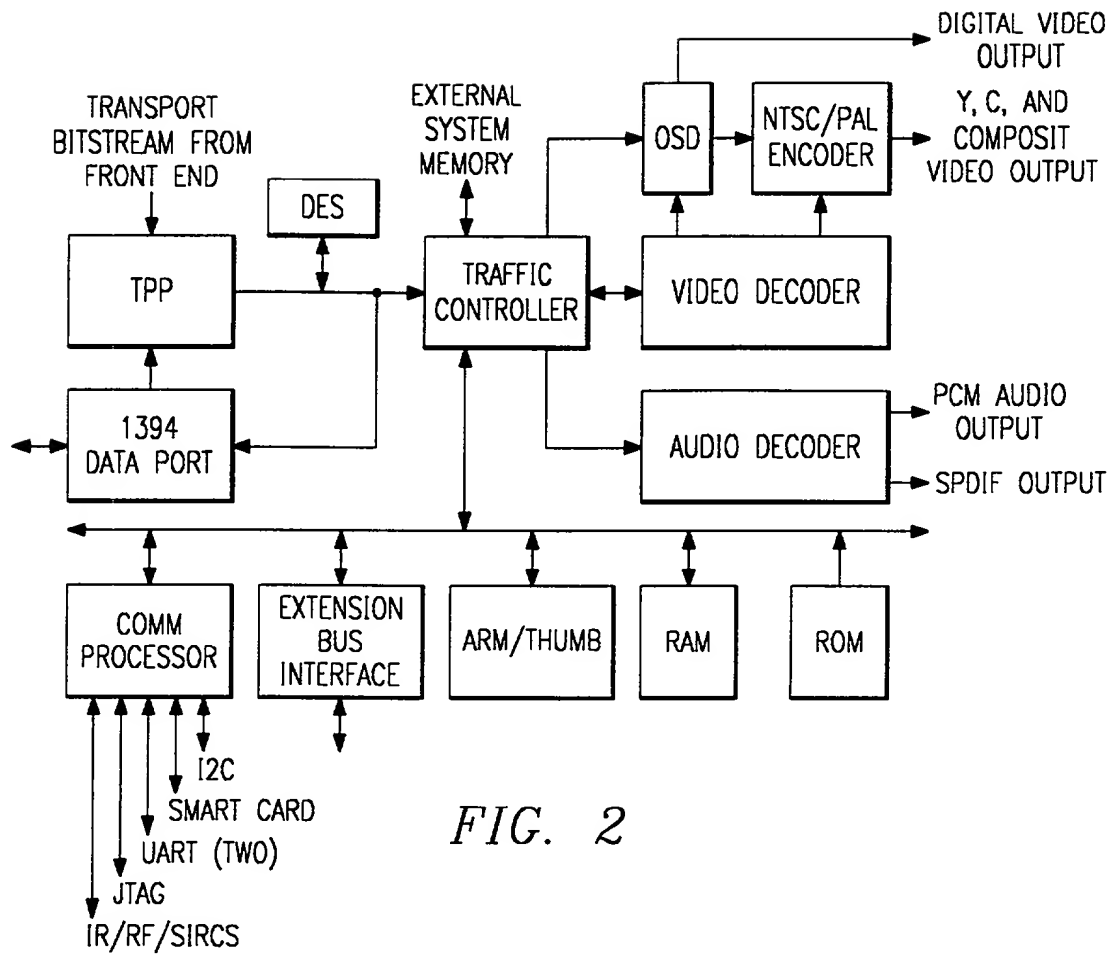 DIGITAL VIDEO
OUTPUT
TRANSPORT
BITSTREAM FROM
FRONT END
EXTERNAL
SYSTEM
MEMORY
OSD
NTSC/PAL
ENCODER
Y, C, AND
COMPOSIT
VIDEO OUTPUT
DES
TPP
TRAFFIC
CONTROLLER
VIDEO DECODER
1394
DATA PORT
AUDIO DECODER
PCM AUDIO
OUTPUT
SPDIF OUTPUT
COMM
PROCESSOR
EXTENSION
BUS
INTERFACE
ARM/THUMB
RAM
ROM
I2C
SMART CARD
UART (TWO)
JTAG
IR/RF/SIRCS
FIG. 2